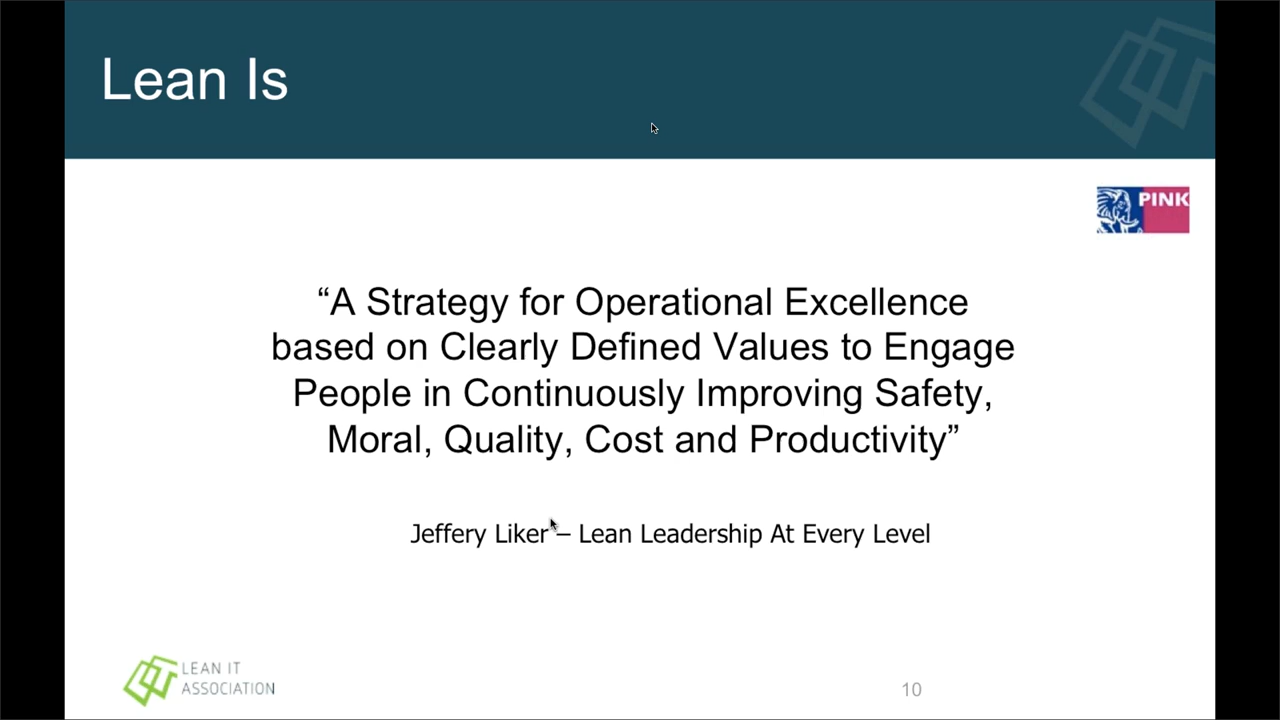 Lean Is
PINK
“A Strategy for Operational Excellence
based on Clearly Defined Values to Engage
People in Continuously Improving Safety,
Moral, Quality, Cost and Productivity”
Jeffery Liker – Lean Leadership At Every Level
LEAN IT
ASSOCIATION
10